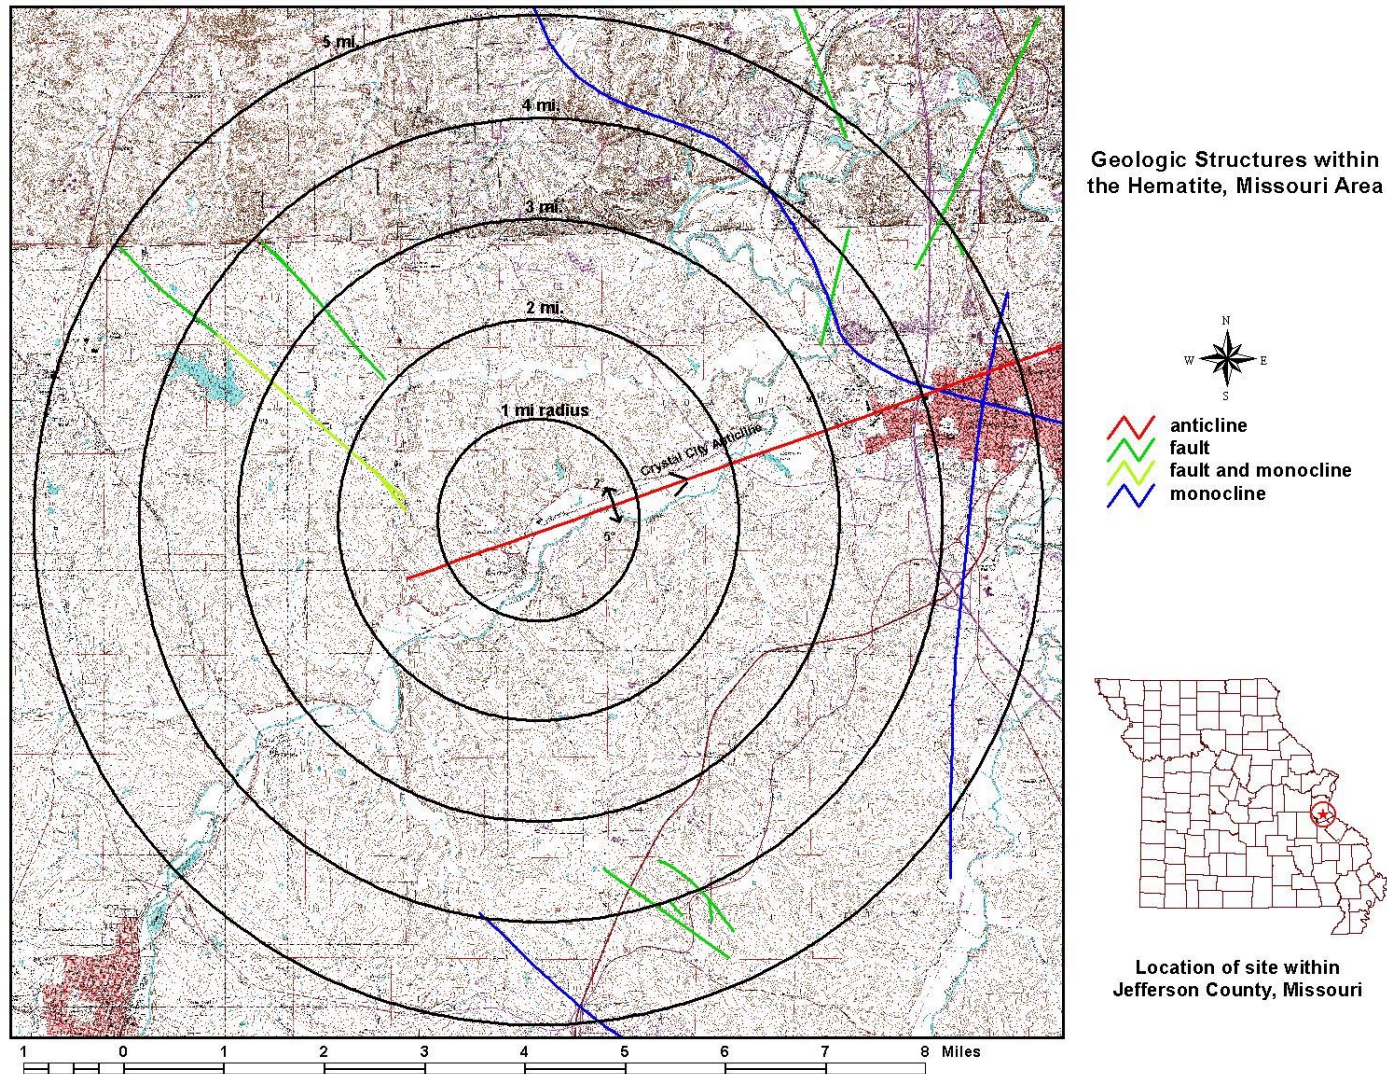 5 mi.
4 mi.
3 mi.
2 mi.
1 mi radius
Crystal City Anticline
5°
Geologic Structures within
the Hematite, Missouri Area
N
W E
S
anticline
fault
fault and monocline
monocline
Location of site within
Jefferson County, Missouri
1 0 1 2 3 4 5 6 7 8 Miles